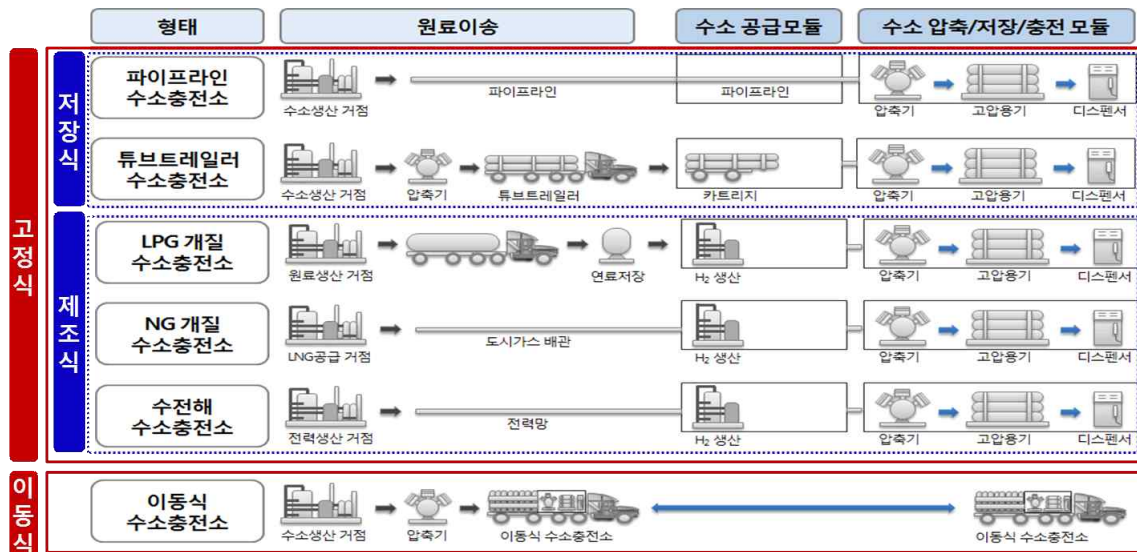 형태
원료이송
수소 공급모듈
수소 압축/저장/충전 모듈
고정식
저장식
파이프라인
수소충전소
수소생산 거점
파이프라인
파이프라인
압축기
고압용기
디스펜서
튜브트레일러
수소충전소
수소생산 거점
압축기
튜브트레일러
카트리지
압축기
고압용기
디스펜서
제조식
LPG 개질
수소충전소
원료생산 거점
연료저장
H₂ 생산
압축기
고압용기
디스펜서
NG 개질
수소충전소
LNG공급 거점
도시가스 배관
H₂ 생산
압축기
고압용기
디스펜서
수전해
수소충전소
전력생산 거점
전력망
H₂ 생산
압축기
고압용기
디스펜서
이동식
이동식
수소충전소
수소생산 거점
압축기
이동식 수소충전소
이동식 수소충전소